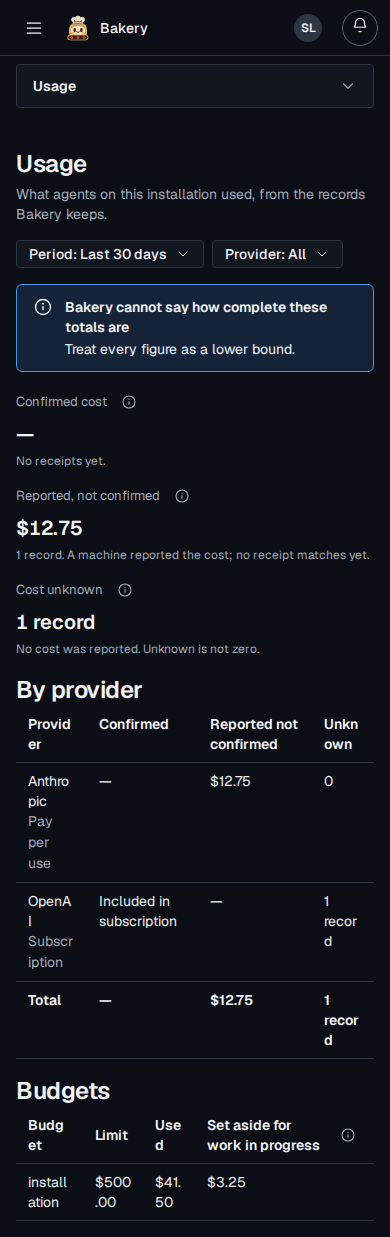 Bakery
SL
Usage
Usage
What agents on this installation used, from the records
Bakery keeps.
Period: Last 30 days
Provider: All
Bakery cannot say how complete these
totals are
Treat every figure as a lower bound.
Confirmed cost
—
No receipts yet.
Reported, not confirmed
$12.75
1 record. A machine reported the cost; no receipt matches yet.
Cost unknown
1 record
No cost was reported. Unknown is not zero.
By provider
Provid
er
Confirmed
Reported not
confirmed
Unkn
own
Anthro
pic
Pay
per
use
—
$12.75
0
OpenA
I
Subscr
iption
Included in
subscription
—
1
recor
d
Total
—
$12.75
1
recor
d
Budgets
Budg
et
Limit
Use
d
Set aside for
work in progress
install
ation
$500
.00
$41.
50
$3.25